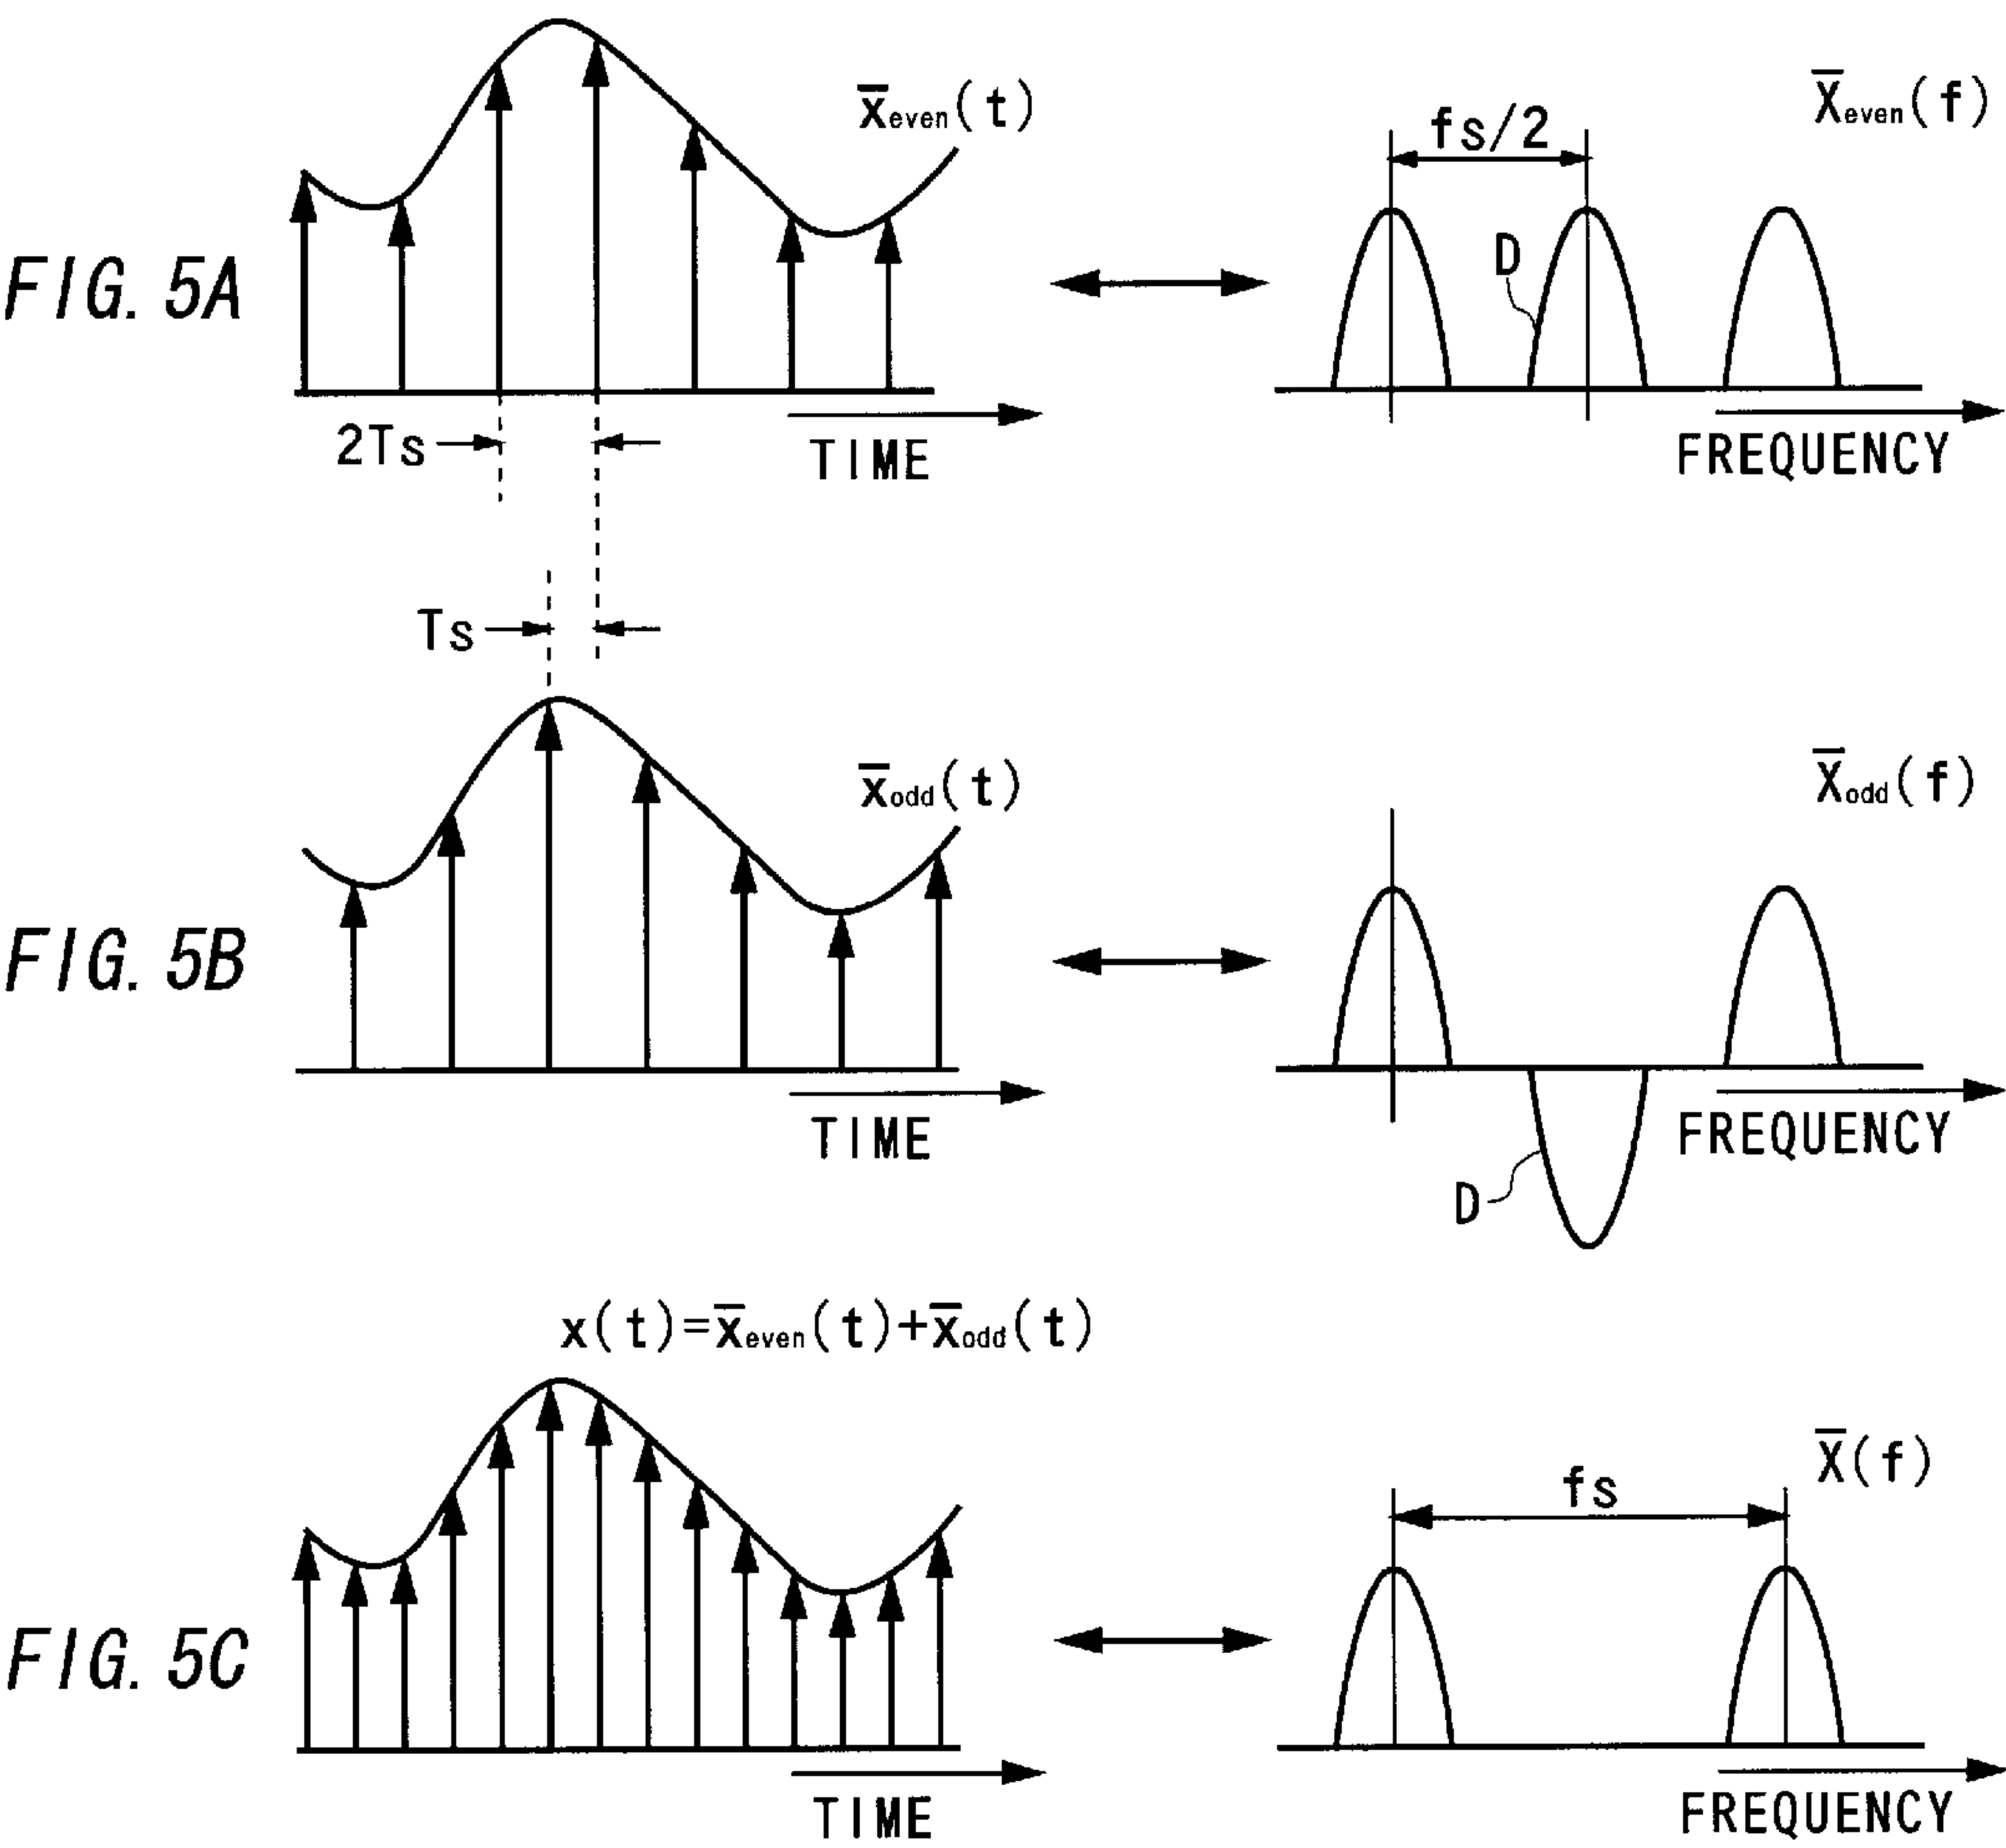 x̅even(t)
X̅even(f)
fs/2
D
FIG. 5A
2Ts
TIME
FREQUENCY
Ts
x̅odd(t)
X̅odd(f)
FIG. 5B
TIME
FREQUENCY
D
x(t)=x̅even(t)+x̅odd(t)
X̅(f)
fs
FIG. 5C
TIME
FREQUENCY